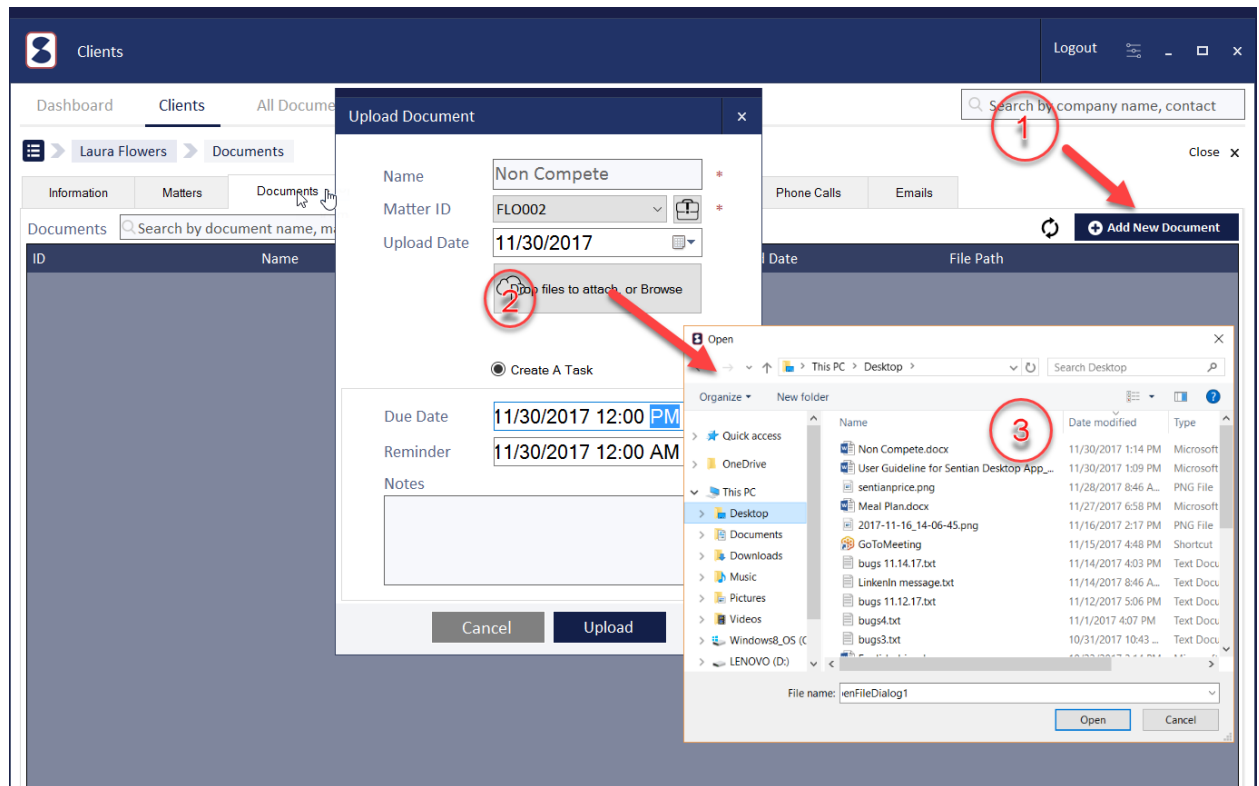 Clients
Logout
Dashboard Clients All Docume
Search by company name, contact
1
Laura Flowers Documents
Close x
Information Matters Documents Phone Calls Emails
Documents Search by document name, ma
Add New Document
ID Name Date File Path
Upload Document
Name Non Compete *
Matter ID FLO002 *
Upload Date 11/30/2017
Drop files to attach, or Browse
2
Create A Task
Due Date 11/30/2017 12:00 PM
Reminder 11/30/2017 12:00 AM
Notes
Cancel Upload
Open
This PC > Desktop >
Search Desktop
Organize New folder
3
Quick access
OneDrive
This PC
Desktop
Documents
Downloads
Music
Pictures
Videos
Windows8_OS (C
LENOVO (D:)
Name Date modified Type
Non Compete.docx 11/30/2017 1:14 PM Microsoft
User Guideline for Sentian Desktop App_... 11/30/2017 1:09 PM Microsoft
sentianprice.png 11/28/2017 8:46 A... PNG File
Meal Plan.docx 11/27/2017 6:58 PM Microsoft
2017-11-16_14-06-45.png 11/16/2017 2:17 PM PNG File
GoToMeeting 11/15/2017 4:48 PM Shortcut
bugs 11.14.17.txt 11/14/2017 4:03 PM Text Docu
LinkenIn message.txt 11/14/2017 8:46 A... Text Docu
bugs 11.12.17.txt 11/12/2017 5:06 PM Text Docu
bugs4.txt 11/1/2017 4:07 PM Text Docu
bugs3.txt 10/31/2017 10:43 ... Text Docu
File name: enFileDialog1
Open Cancel